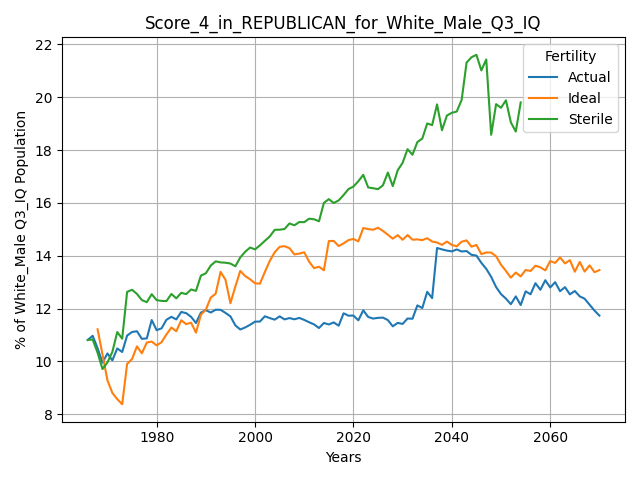 Score_4_in_REPUBLICAN_for_White_Male_Q3_IQ
% of White_Male Q3_IQ Population
22
20
18
16
14
12
10
8
Fertility
Actual
Ideal
Sterile
1980
2000
2020
2040
2060
Years